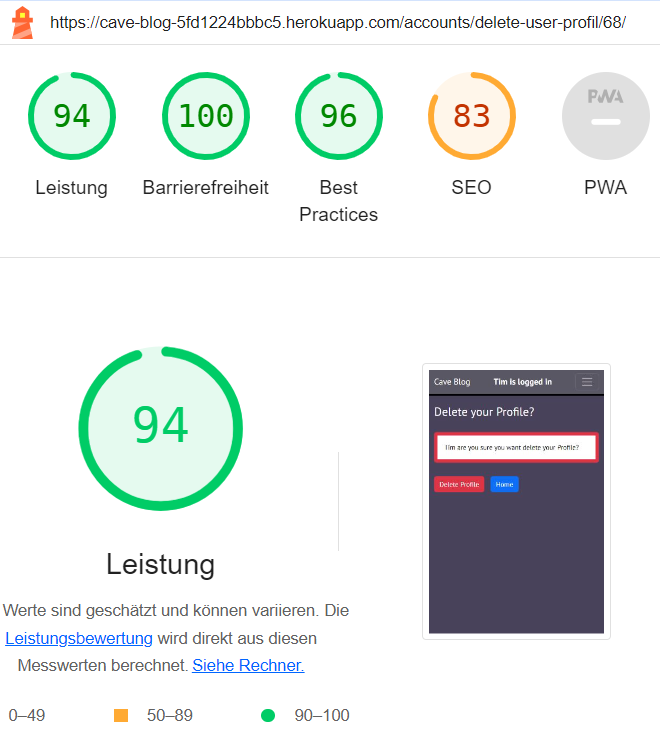 https://cave-blog-5fd1224bbbc5.herokuapp.com/accounts/delete-user-profil/68/
94
100
96
83
PWA
Leistung
Barrierefreiheit
Best
Practices
SEO
PWA
94
Leistung
Werte sind geschätzt und können variieren. Die
Leistungsbewertung wird direkt aus diesen
Messwerten berechnet. Siehe Rechner.
0–49
50–89
90–100
Cave Blog
Tim is logged in
Delete your Profile?
Tim are you sure you want delete your Profile?
Delete Profile
Home